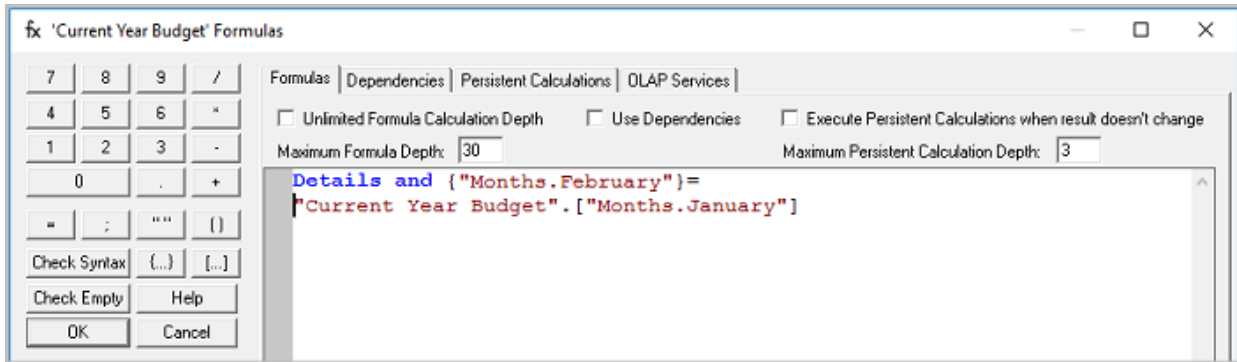 fx 'Current Year Budget' Formulas
7 8 9 /
4 5 6 *
1 2 3 -
0 . +
= ; "" ()
Check Syntax {...} [...]
Check Empty Help
OK Cancel
Formulas Dependencies Persistent Calculations OLAP Services
Unlimited Formula Calculation Depth Use Dependencies Execute Persistent Calculations when result doesn't change
Maximum Formula Depth: 30 Maximum Persistent Calculation Depth: 3
Details and {"Months.February"}=
"Current Year Budget".["Months.January"]